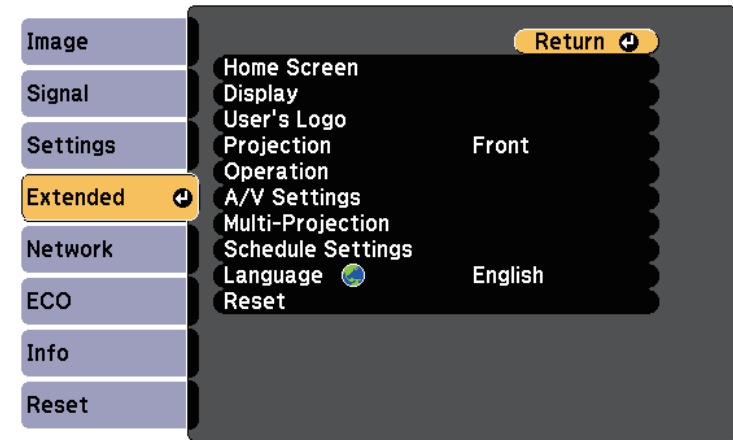 Image
Signal
Settings
Extended
Network
ECO
Info
Reset
Return
Home Screen
Display
User's Logo
Projection Front
Operation
A/V Settings
Multi-Projection
Schedule Settings
Language English
Reset